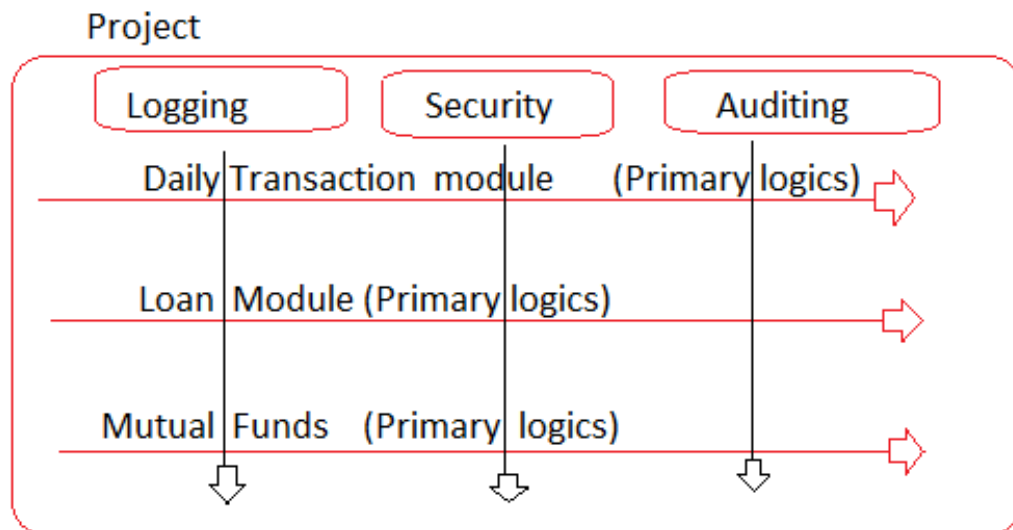 Project
Logging Security Auditing
Daily Transaction module (Primary logics)
Loan Module (Primary logics)
Mutual Funds (Primary logics)